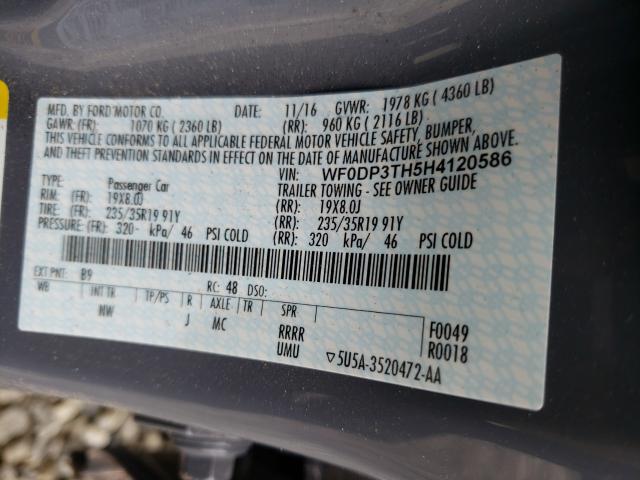 MFD. BY FORD MOTOR CO. DATE: 11/16 GVWR: 1978 KG ( 4360 LB)
GAWR: (FR): 1070 KG ( 2360 LB) (RR): 960 KG ( 2116 LB)
THIS VEHICLE CONFORMS TO ALL APPLICABLE FEDERAL MOTOR VEHICLE SAFETY, BUMPER,
AND THEFT PREVENTION STANDARDS IN EFFECT ON THE DATE OF MANUFACTURE SHOWN ABOVE.
VIN: WF0DP3TH5H4120586
TYPE: Passenger Car TRAILER TOWING - SEE OWNER GUIDE
RIM: (FR): 19X8.0J (RR): 19X8.0J
TIRE: (FR): 235/35R19 91Y (RR): 235/35R19 91Y
PRESSURE: (FR): 320- kPa/ 46 PSI COLD (RR): 320 kPa/ 46 PSI COLD
EXT PNT: B9 RC: 48 DSO:
WB INT TR TP/PS R AXLE TR SPR
NW J MC RRRR F0049
UMU R0018
▽5U5A-3520472-AA